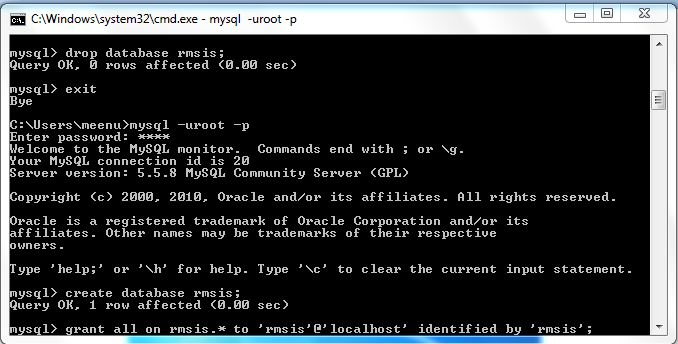 C:\Windows\system32\cmd.exe - mysql -uroot -p
mysql> drop database rmsis;
Query OK, 0 rows affected (0.00 sec)
mysql> exit
Bye
C:\Users\meenu>mysql -uroot -p
Enter password: ****
Welcome to the MySQL monitor.  Commands end with ; or \g.
Your MySQL connection id is 20
Server version: 5.5.8 MySQL Community Server (GPL)
Copyright (c) 2000, 2010, Oracle and/or its affiliates. All rights reserved.
Oracle is a registered trademark of Oracle Corporation and/or its
affiliates. Other names may be trademarks of their respective
owners.
Type 'help;' or '\h' for help. Type '\c' to clear the current input statement.
mysql> create database rmsis;
Query OK, 1 row affected (0.00 sec)
mysql> grant all on rmsis.* to 'rmsis'@'localhost' identified by 'rmsis';